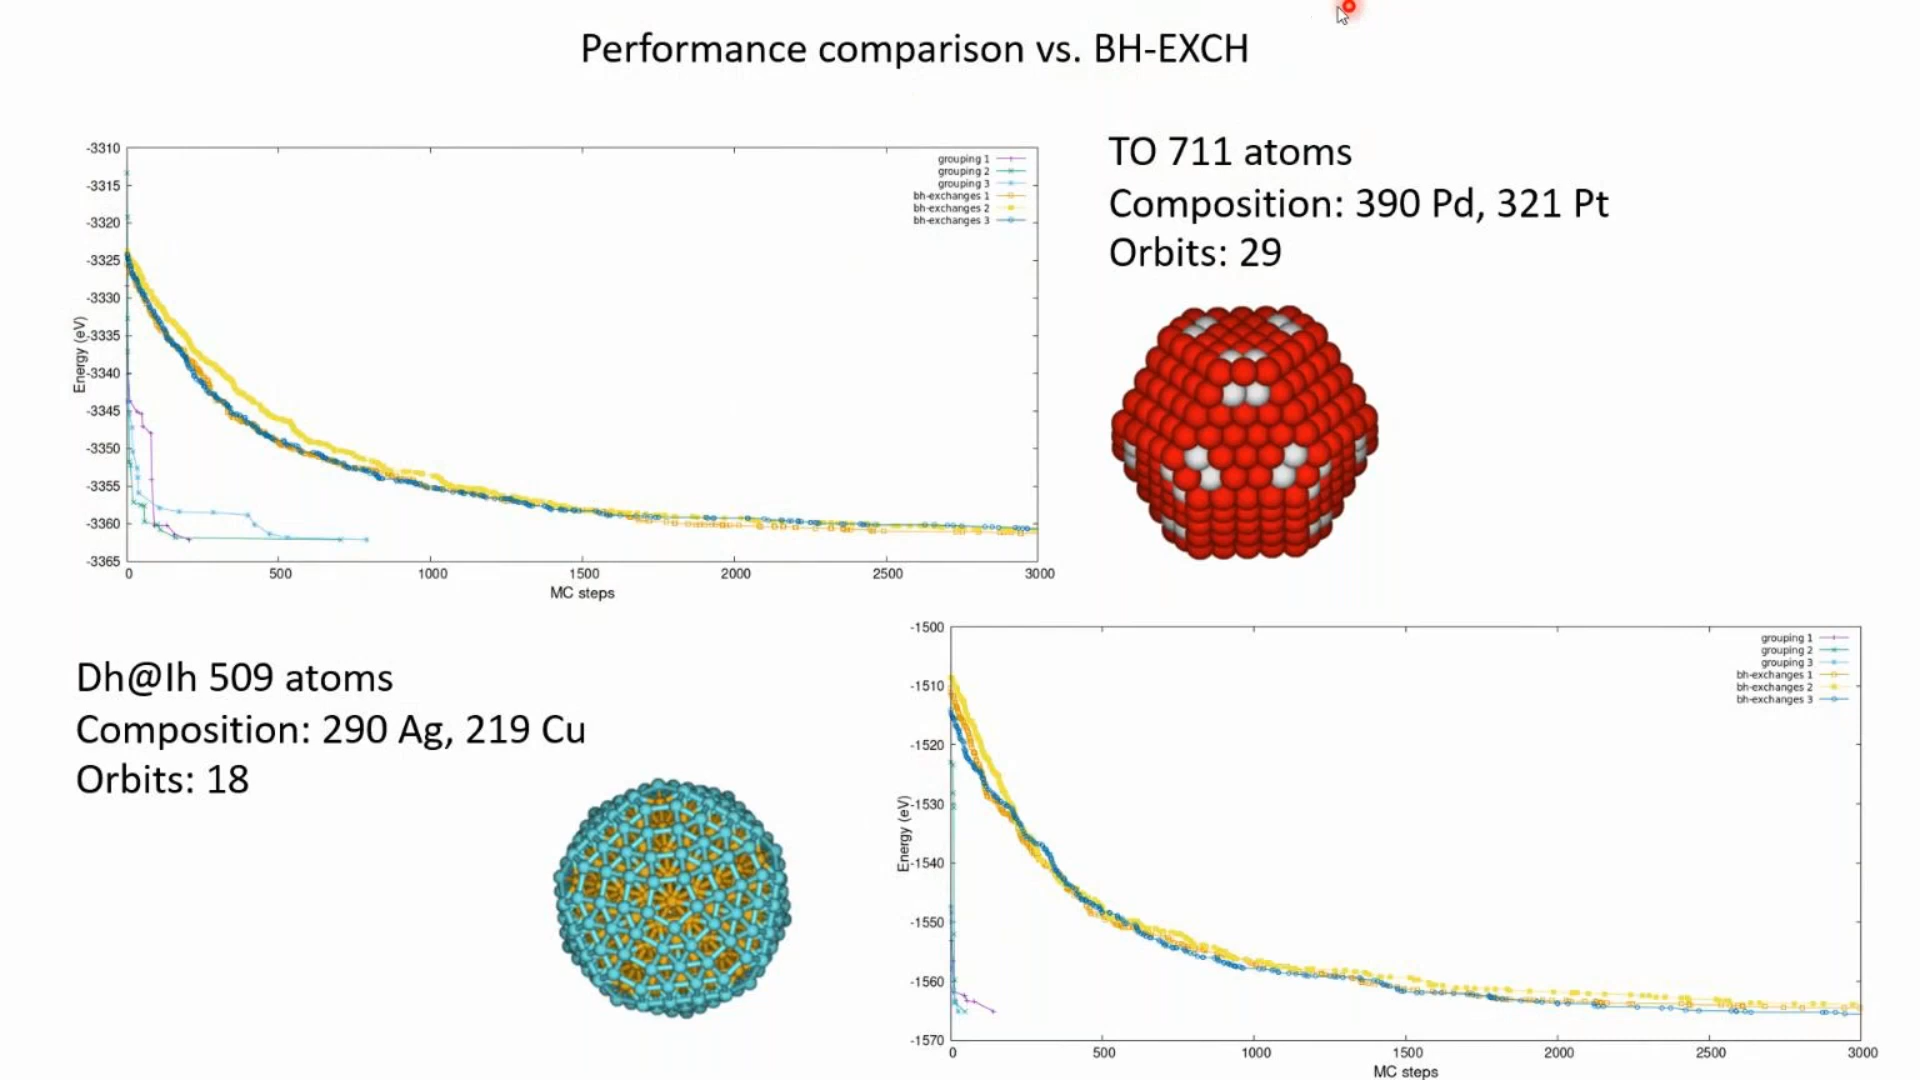 Performance comparison vs. BH-EXCH
-3310
-3315
-3320
-3325
-3330
-3335
-3340
-3345
-3350
-3355
-3360
-3365
Energy (eV)
grouping 1
grouping 2
grouping 3
bh-exchanges 1
bh-exchanges 2
bh-exchanges 3
0 500 1000 1500 2000 2500 3000
MC steps
TO 711 atoms
Composition: 390 Pd, 321 Pt
Orbits: 29
Dh@Ih 509 atoms
Composition: 290 Ag, 219 Cu
Orbits: 18
-1500
-1510
-1520
-1530
-1540
-1550
-1560
-1570
Energy (eV)
grouping 1
grouping 2
grouping 3
bh-exchanges 1
bh-exchanges 2
bh-exchanges 3
0 500 1000 1500 2000 2500 3000
MC steps